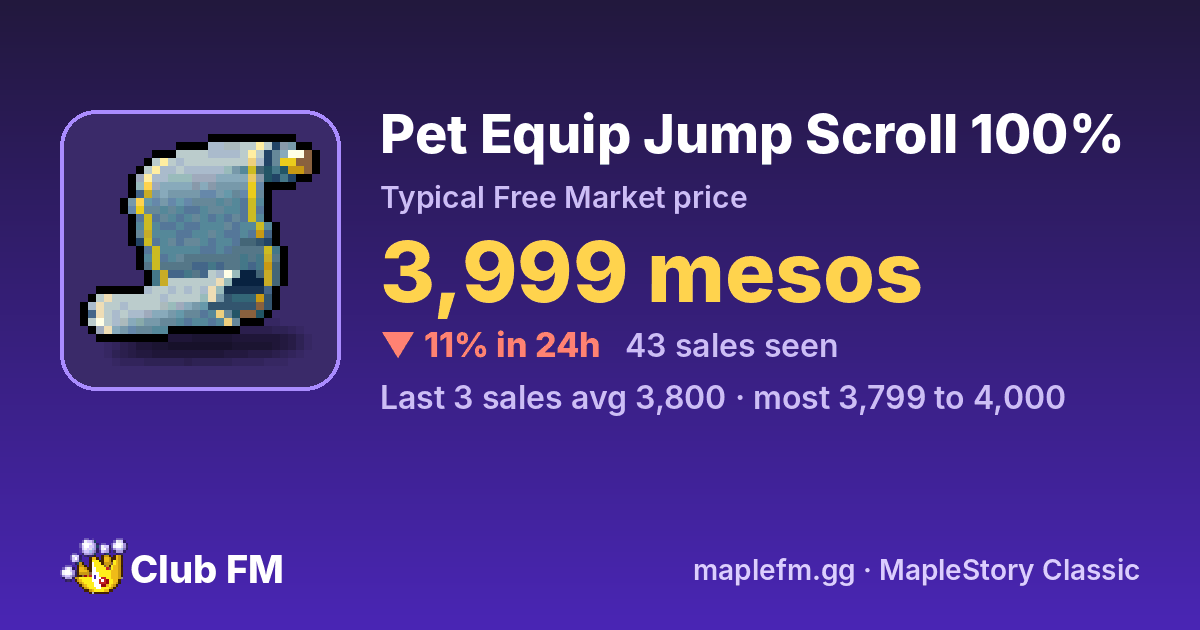 Pet Equip Jump Scroll 100%
Typical Free Market price
3,999 mesos
▼ 11% in 24h 43 sales seen
Last 3 sales avg 3,800 · most 3,799 to 4,000
Club FM
maplefm.gg · MapleStory Classic